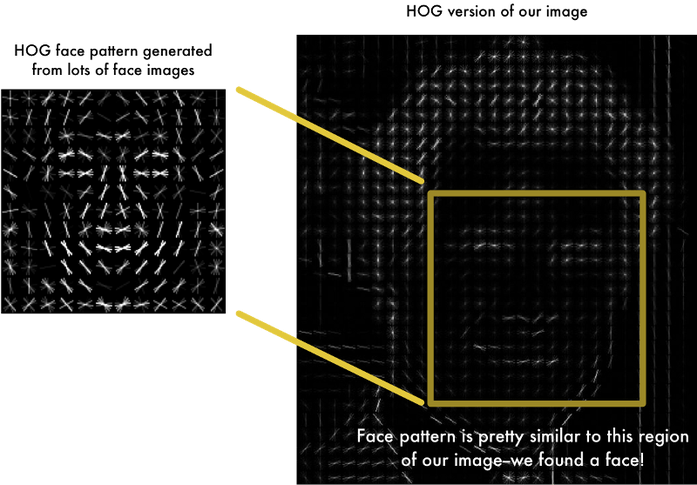 HOG version of our image
HOG face pattern generated
from lots of face images
Face pattern is pretty similar to this region
of our image–we found a face!